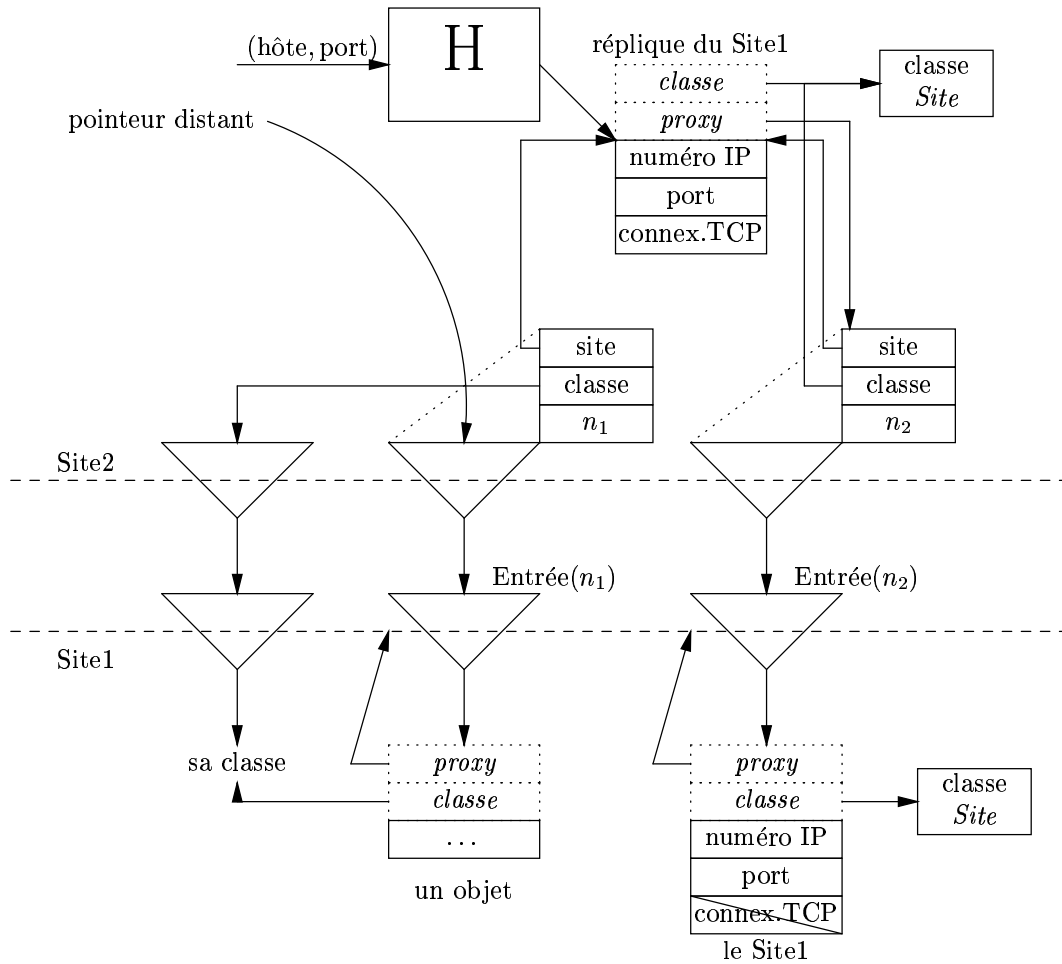 (hôte, port)
H
réplique du Site1
classe
proxy
numéro IP
port
connex.TCP
classe
Site
pointeur distant
site
classe
n₁
site
classe
n₂
Site2
Entrée(n₁)
Entrée(n₂)
Site1
sa classe
proxy
classe
...
un objet
proxy
classe
numéro IP
port
connex.TCP
le Site1
classe
Site